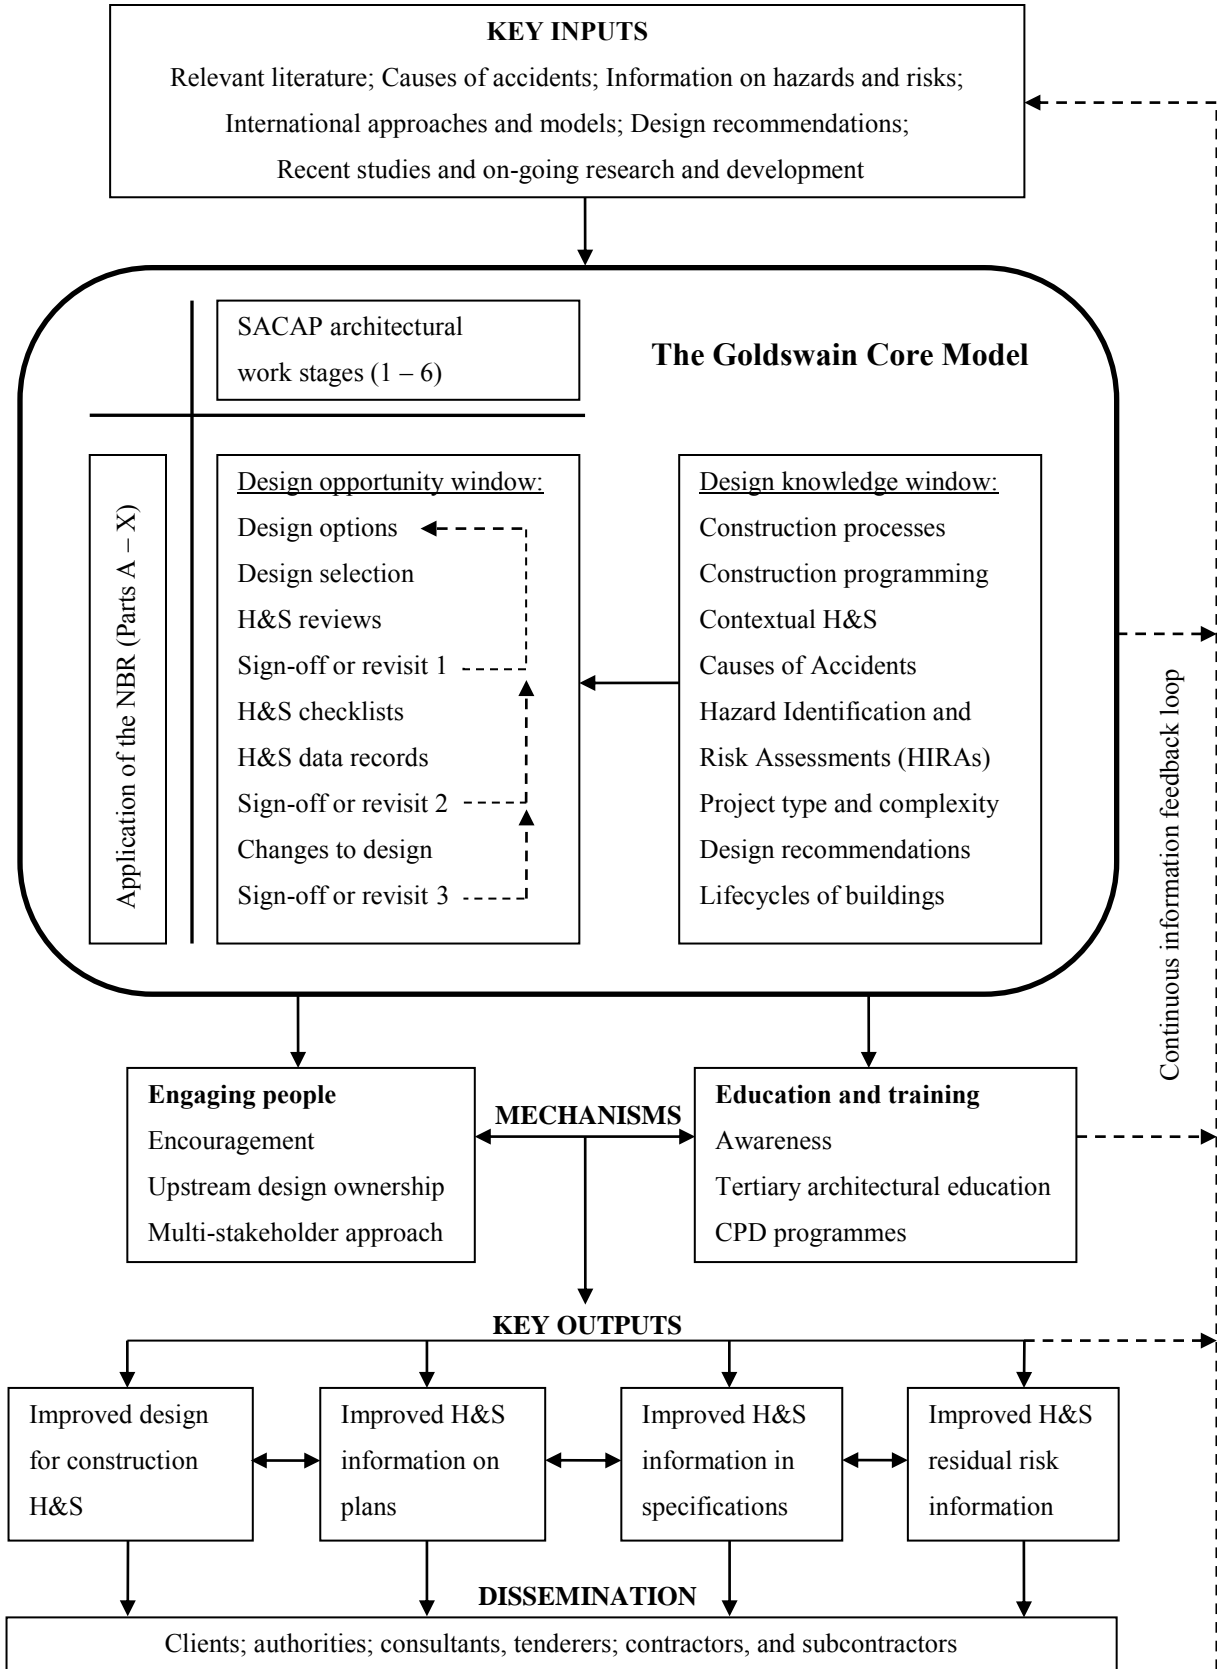 KEY INPUTS
Relevant literature; Causes of accidents; Information on hazards and risks;
International approaches and models; Design recommendations;
Recent studies and on-going research and development
SACAP architectural
work stages (1 – 6)
The Goldswain Core Model
Application of the NBR (Parts A – X)
Design opportunity window:
Design options
Design selection
H&S reviews
Sign-off or revisit 1
H&S checklists
H&S data records
Sign-off or revisit 2
Changes to design
Sign-off or revisit 3
Design knowledge window:
Construction processes
Construction programming
Contextual H&S
Causes of Accidents
Hazard Identification and
Risk Assessments (HIRAs)
Project type and complexity
Design recommendations
Lifecycles of buildings
Continuous information feedback loop
Engaging people
Encouragement
Upstream design ownership
Multi-stakeholder approach
MECHANISMS
Education and training
Awareness
Tertiary architectural education
CPD programmes
KEY OUTPUTS
Improved design
for construction
H&S
Improved H&S
information on
plans
Improved H&S
information in
specifications
Improved H&S
residual risk
information
DISSEMINATION
Clients; authorities; consultants, tenderers; contractors, and subcontractors